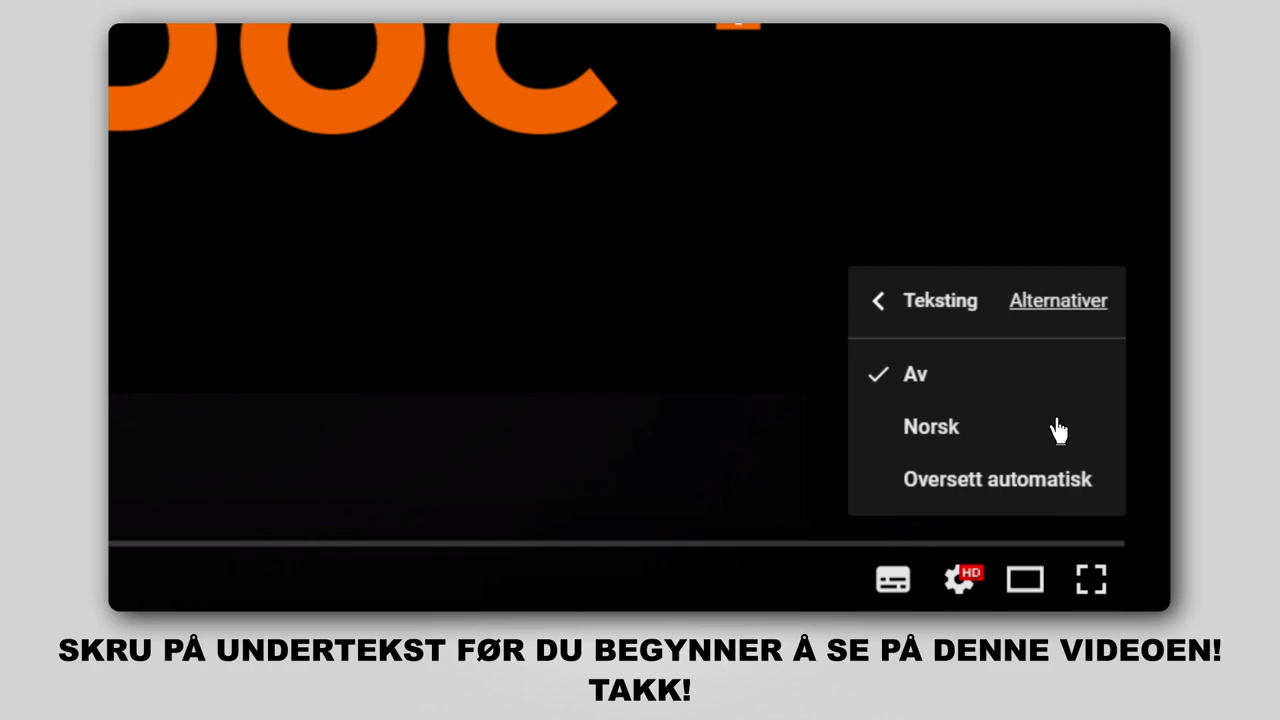 Teksting Alternativer
Av
Norsk
Oversett automatisk
HD
SKRU PÅ UNDERTEKST FØR DU BEGYNNER Å SE PÅ DENNE VIDEOEN!
TAKK!